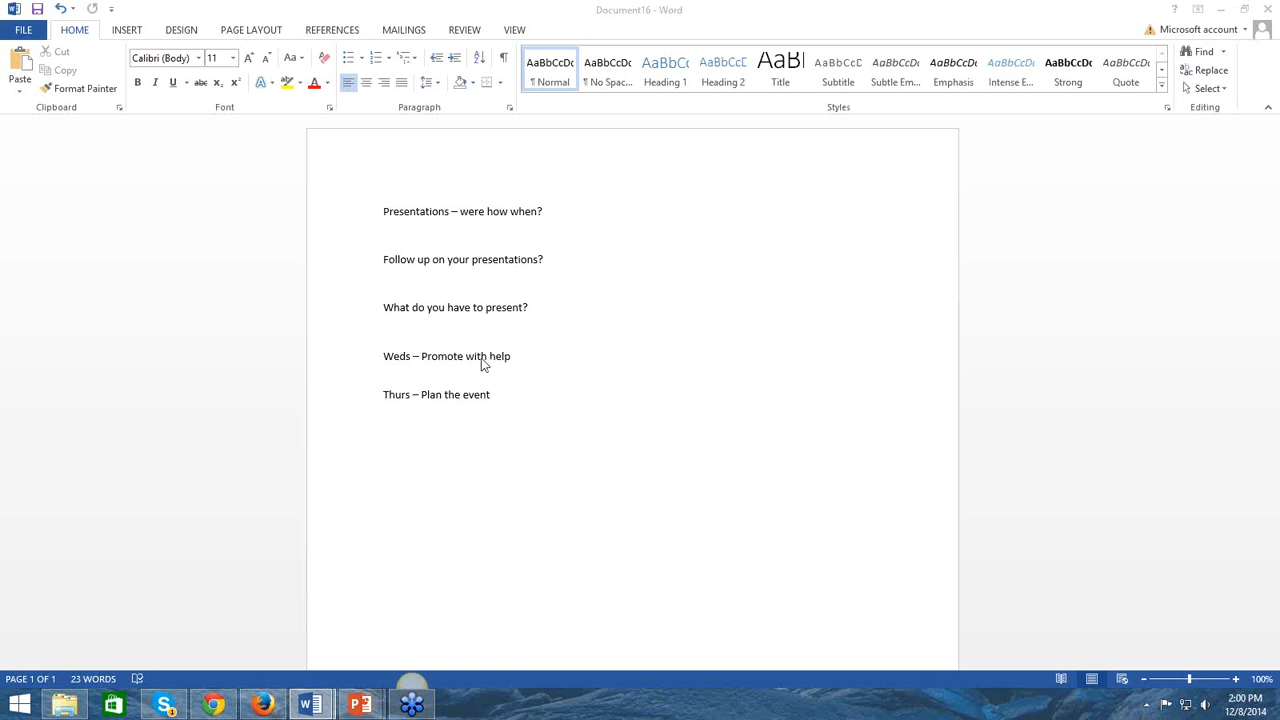 Document16 - Word
Microsoft account
FILE HOME INSERT DESIGN PAGE LAYOUT REFERENCES MAILINGS REVIEW VIEW
Paste
Cut
Copy
Format Painter
Clipboard
Calibri (Body) 11
Font
Paragraph
AaBbCcDc AaBbCcDc AaBbCc AaBbCcD AaBl AaBbCcD AaBbCcDi AaBbCcDi AaBbCcDi AaBbCcDc AaBbCcDi
¶ Normal ¶ No Spac... Heading 1 Heading 2 Title Subtitle Subtle Em... Emphasis Intense E... Strong Quote
Styles
Find
Replace
Select
Editing
Presentations – were how when?
Follow up on your presentations?
What do you have to present?
Weds – Promote with help
Thurs – Plan the event
PAGE 1 OF 1 23 WORDS 100%
2:00 PM
12/8/2014